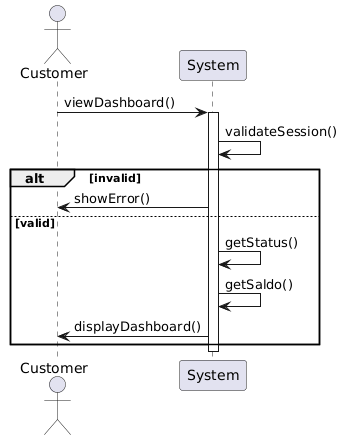 Customer
System
viewDashboard()
validateSession()
alt [invalid]
showError()
[valid]
getStatus()
getSaldo()
displayDashboard()
Customer
System